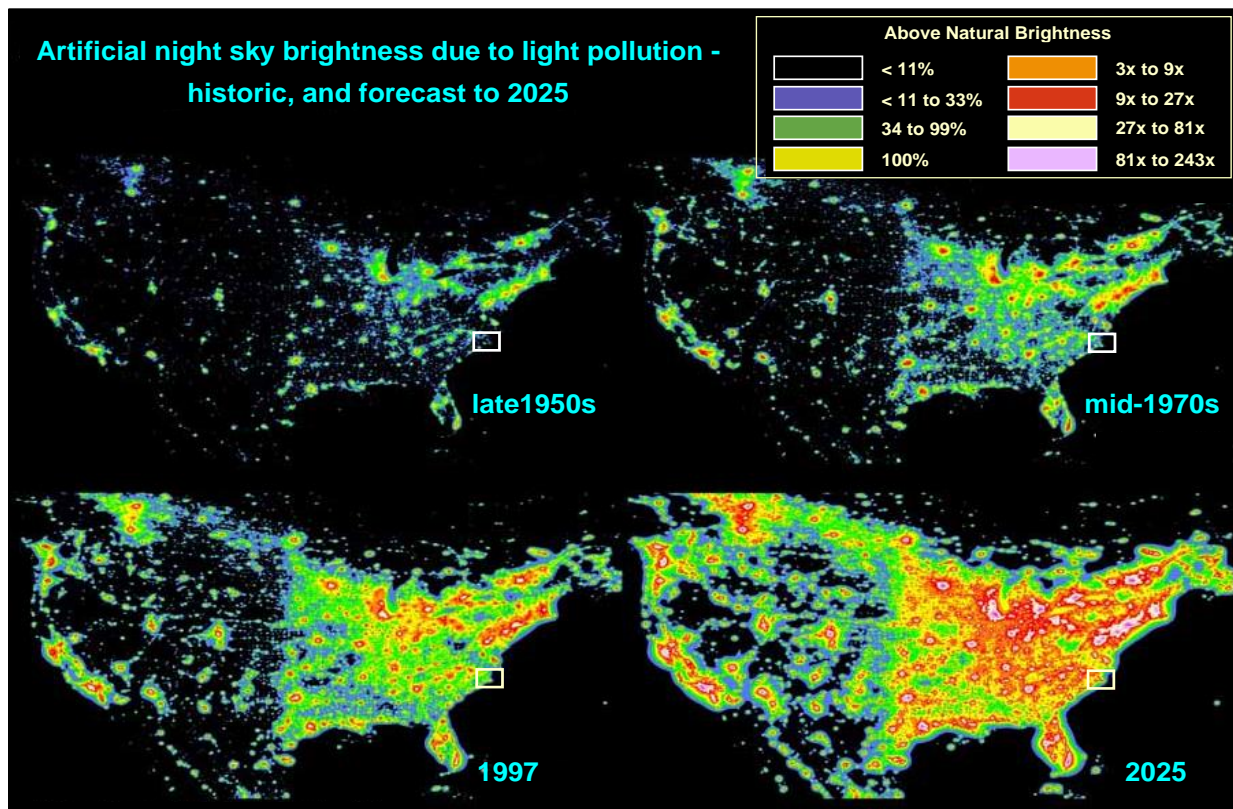 Artificial night sky brightness due to light pollution -
historic, and forecast to 2025
Above Natural Brightness
< 11%
< 11 to 33%
34 to 99%
100%
3x to 9x
9x to 27x
27x to 81x
81x to 243x
late1950s
mid-1970s
1997
2025